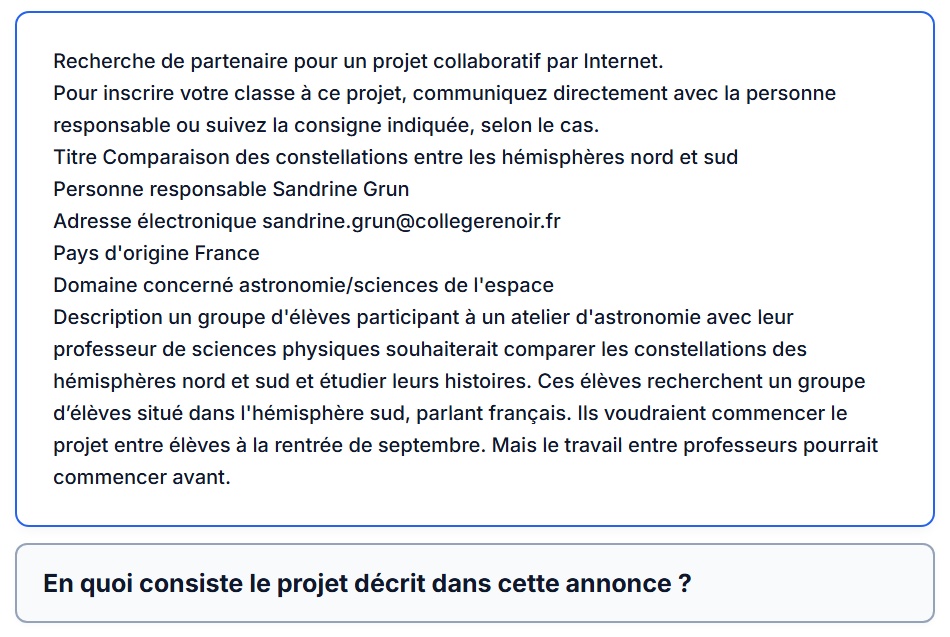 Recherche de partenaire pour un projet collaboratif par Internet.
Pour inscrire votre classe à ce projet, communiquez directement avec la personne
responsable ou suivez la consigne indiquée, selon le cas.
Titre Comparaison des constellations entre les hémisphères nord et sud
Personne responsable Sandrine Grun
Adresse électronique sandrine.grun@collegerenoir.fr
Pays d'origine France
Domaine concerné astronomie/sciences de l'espace
Description un groupe d'élèves participant à un atelier d'astronomie avec leur
professeur de sciences physiques souhaiterait comparer les constellations des
hémisphères nord et sud et étudier leurs histoires. Ces élèves recherchent un groupe
d’élèves situé dans l'hémisphère sud, parlant français. Ils voudraient commencer le
projet entre élèves à la rentrée de septembre. Mais le travail entre professeurs pourrait
commencer avant.
En quoi consiste le projet décrit dans cette annonce ?